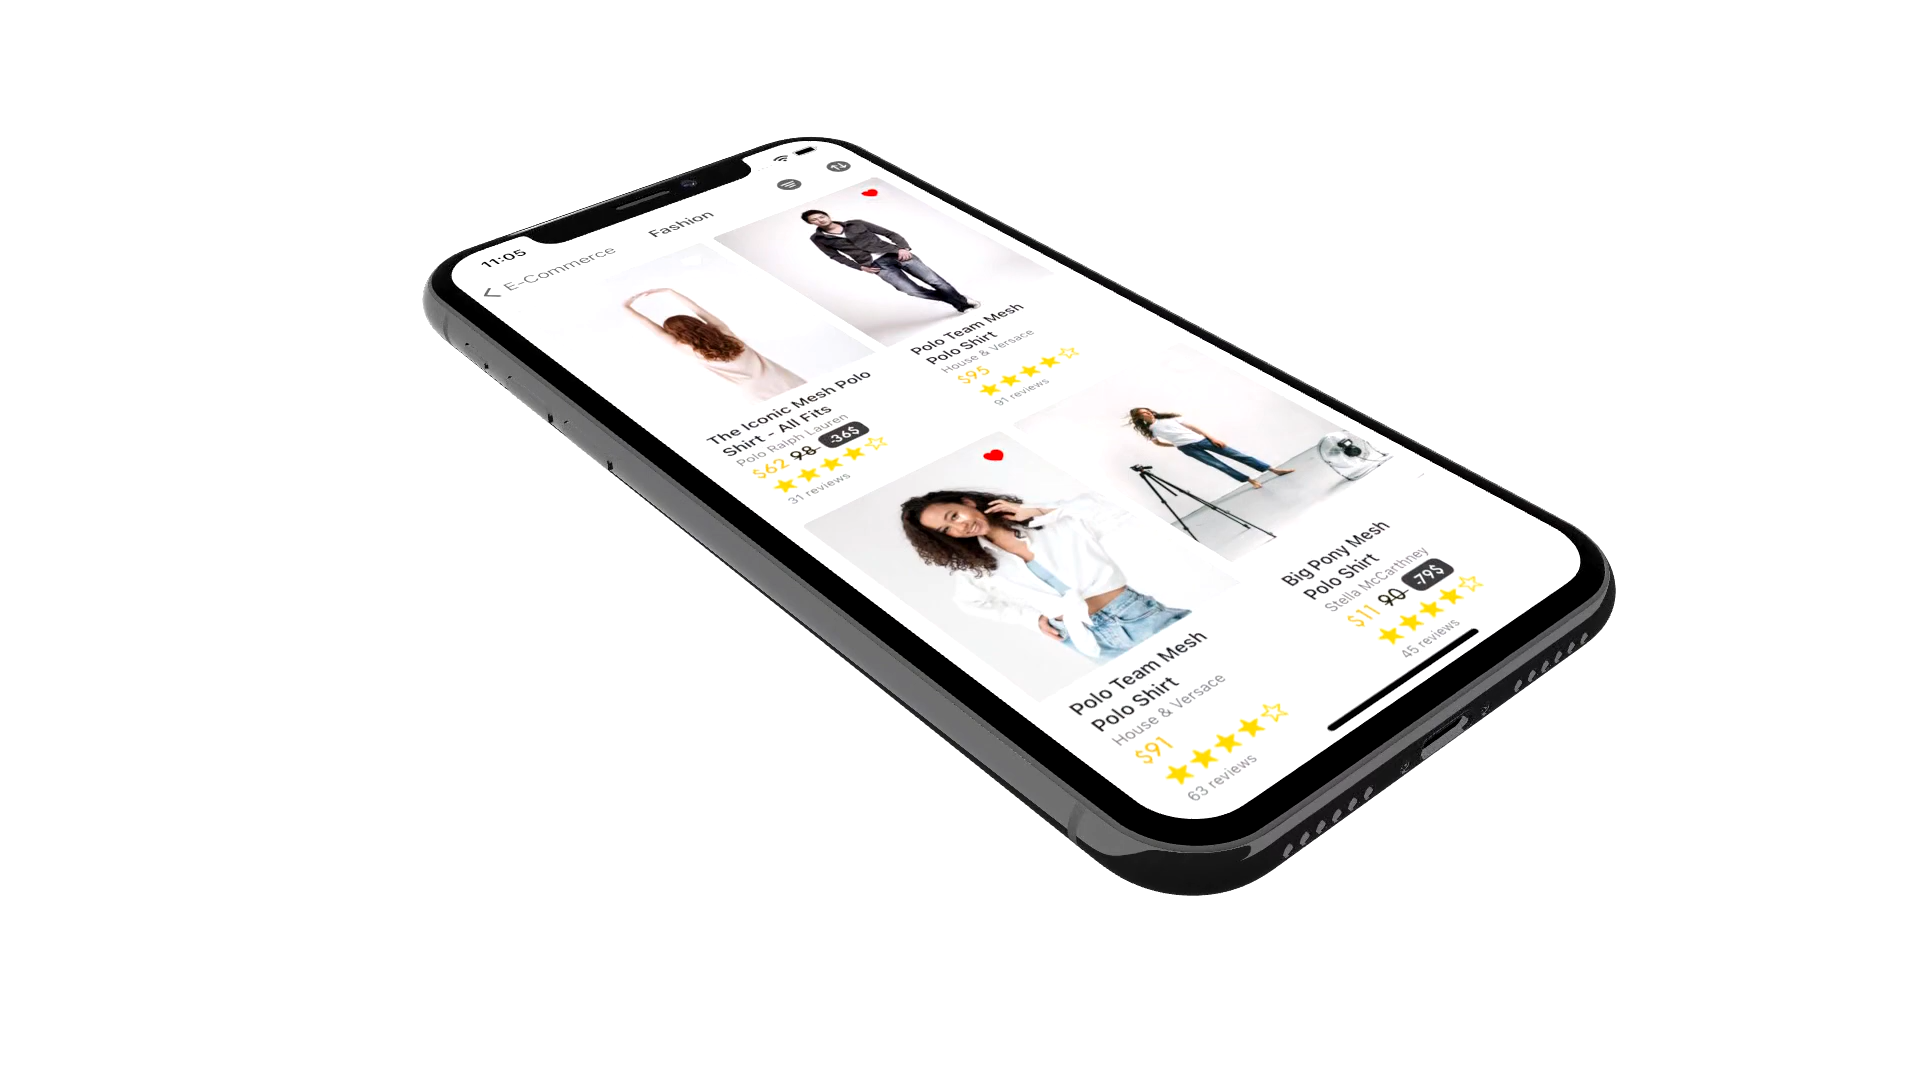 11:05
E-Commerce
Fashion
The Iconic Mesh Polo
Shirt - All Fits
Polo Ralph Lauren
$62 98 -36$
31 reviews
Polo Team Mesh
Polo Shirt
House & Versace
$95
91 reviews
Polo Team Mesh
Polo Shirt
House & Versace
$91
63 reviews
Big Pony Mesh
Polo Shirt
Stella McCarthney
$11 90 -79$
45 reviews